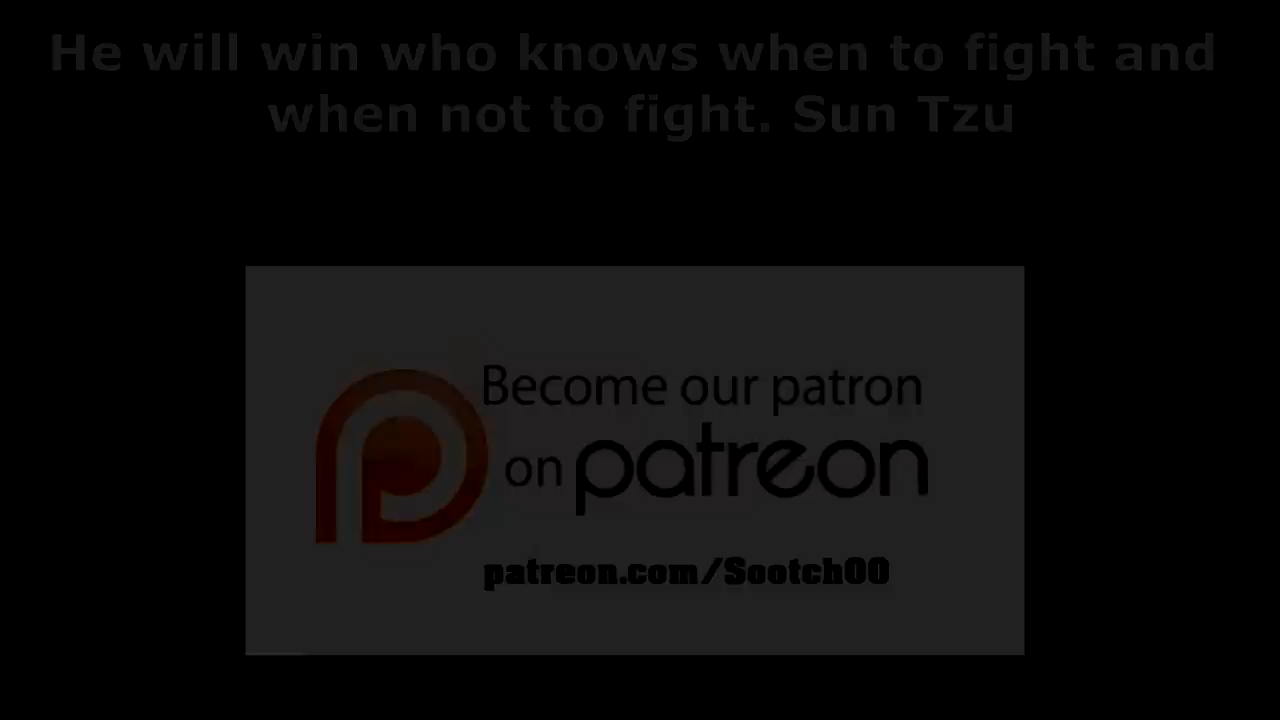 He will win who knows when to fight and
when not to fight. Sun Tzu
Become our patron
on patreon
patreon.com/Sootch00